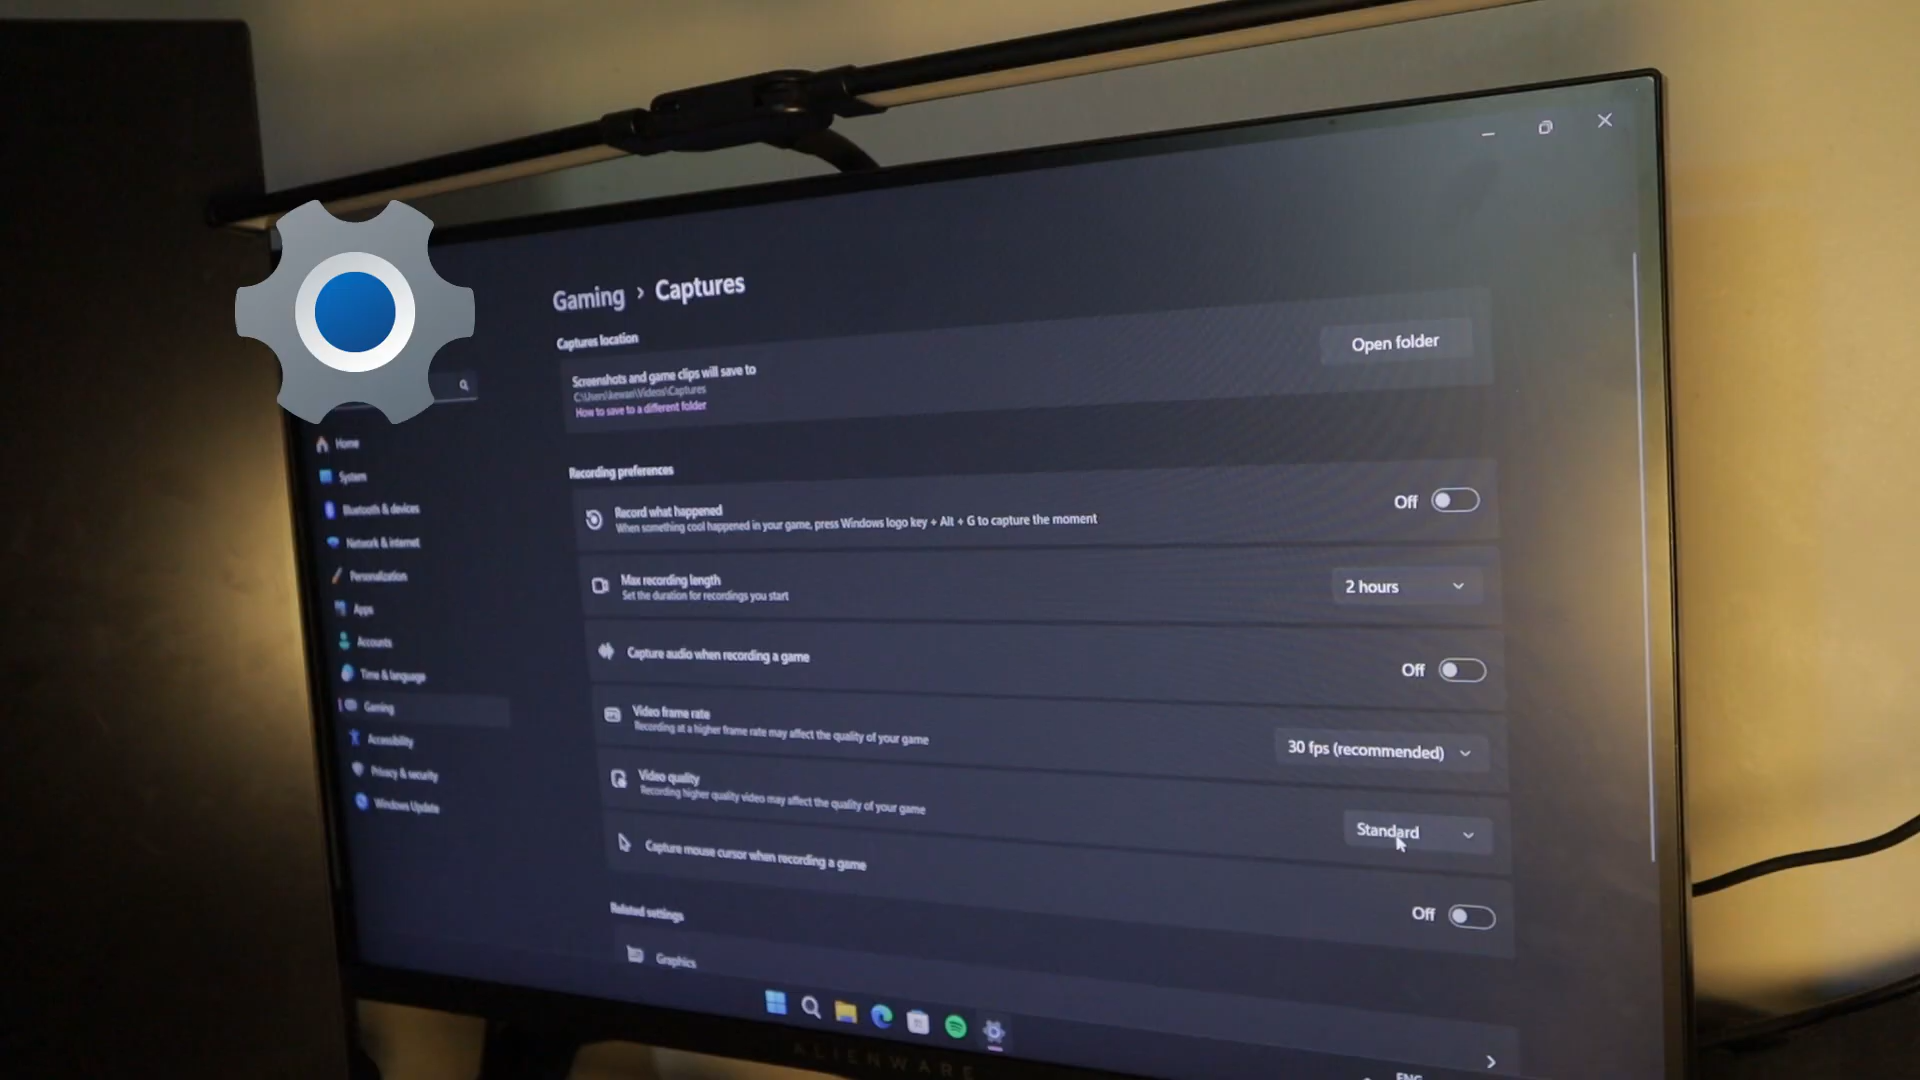 Gaming › Captures
Captures location
Screenshots and game clips will save to
C:\Users\kewan\Videos\Captures
How to save to a different folder
Open folder
Home
System
Bluetooth & devices
Network & internet
Personalization
Apps
Accounts
Time & language
Gaming
Accessibility
Privacy & security
Windows Update
Recording preferences
Record what happened
When something cool happened in your game, press Windows logo key + Alt + G to capture the moment
Off
Max recording length
Set the duration for recordings you start
2 hours
Capture audio when recording a game
Off
Video frame rate
Recording at a higher frame rate may affect the quality of your game
30 fps (recommended)
Video quality
Recording higher quality video may affect the quality of your game
Standard
Capture mouse cursor when recording a game
Off
Related settings
Graphics
ENG
ALIENWARE